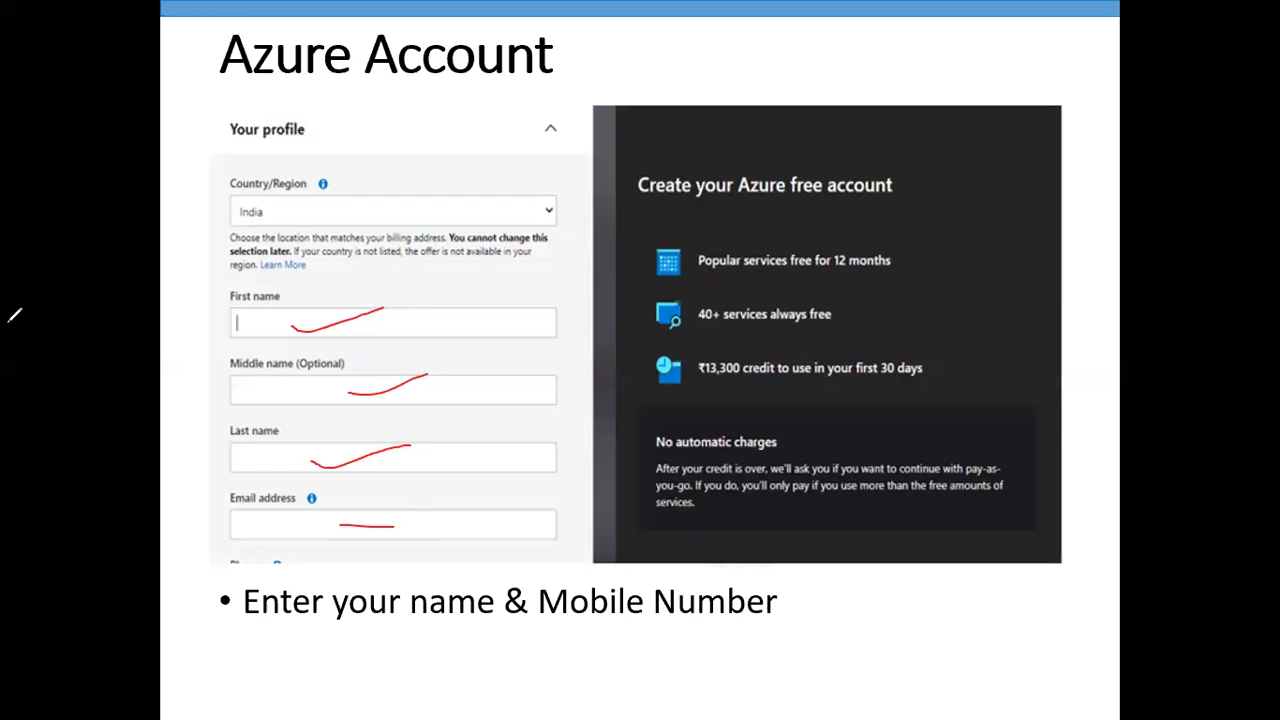 Azure Account
Your profile
Country/Region
India
Choose the location that matches your billing address. You cannot change this
selection later. If your country is not listed, the offer is not available in your
region. Learn More
First name
Middle name (Optional)
Last name
Email address
Create your Azure free account
Popular services free for 12 months
40+ services always free
₹13,300 credit to use in your first 30 days
No automatic charges
After your credit is over, we'll ask you if you want to continue with pay-as-
you-go. If you do, you'll only pay if you use more than the free amounts of
services.
• Enter your name & Mobile Number